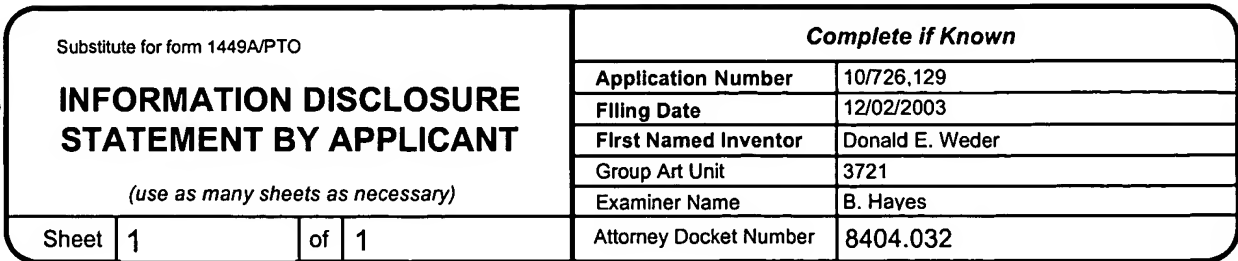 Substitute for form 1449A/PTO
INFORMATION DISCLOSURE
STATEMENT BY APPLICANT
(use as many sheets as necessary)
Sheet 1 of 1
Complete if Known
Application Number 10/726,129
Filing Date 12/02/2003
First Named Inventor Donald E. Weder
Group Art Unit 3721
Examiner Name B. Hayes
Attorney Docket Number 8404.032